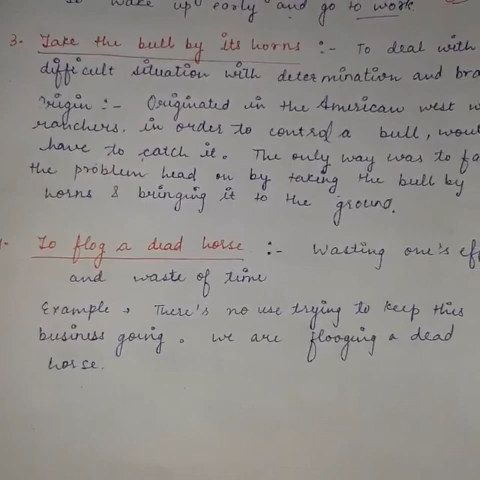 wake up early and go to work
3. Take the bull by its horns :- To deal with
difficult situation with determination and bra
Origin :- Originated in the American west w
ranchers. in order to control a bull, woul
have to catch it. The only way was to fa
the problem head on by taking the bull by
horns & bringing it to the ground.
To flog a dead horse :- Wasting one's eff
and waste of time
Example → There's no use trying to keep this
business going. we are flooging a dead
horse.